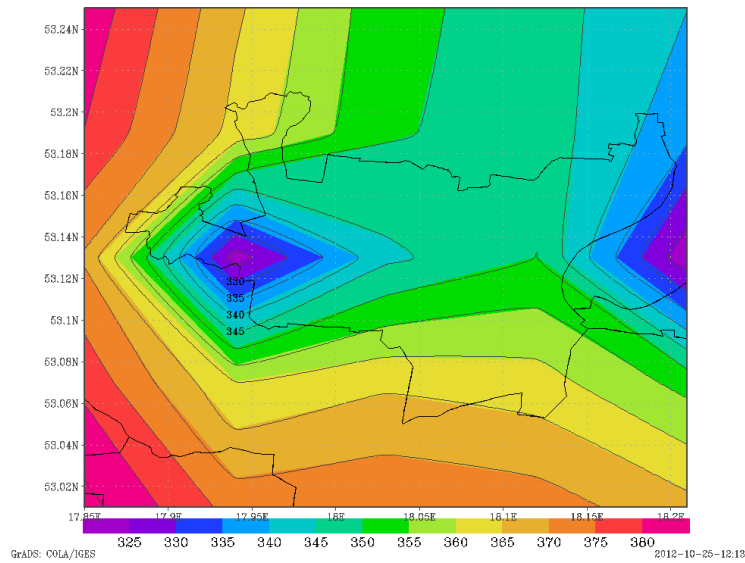 53.24N
53.22N
53.2N
53.18N
53.16N
53.14N
53.12N
53.1N
53.08N
53.06N
53.04N
53.02N
330
335
340
345
17.85E 17.9E 17.95E 18E 18.05E 18.1E 18.15E 18.2E
325 330 335 340 345 350 355 360 365 370 375 380
GrADS: COLA/IGES 2012-10-25-12:13